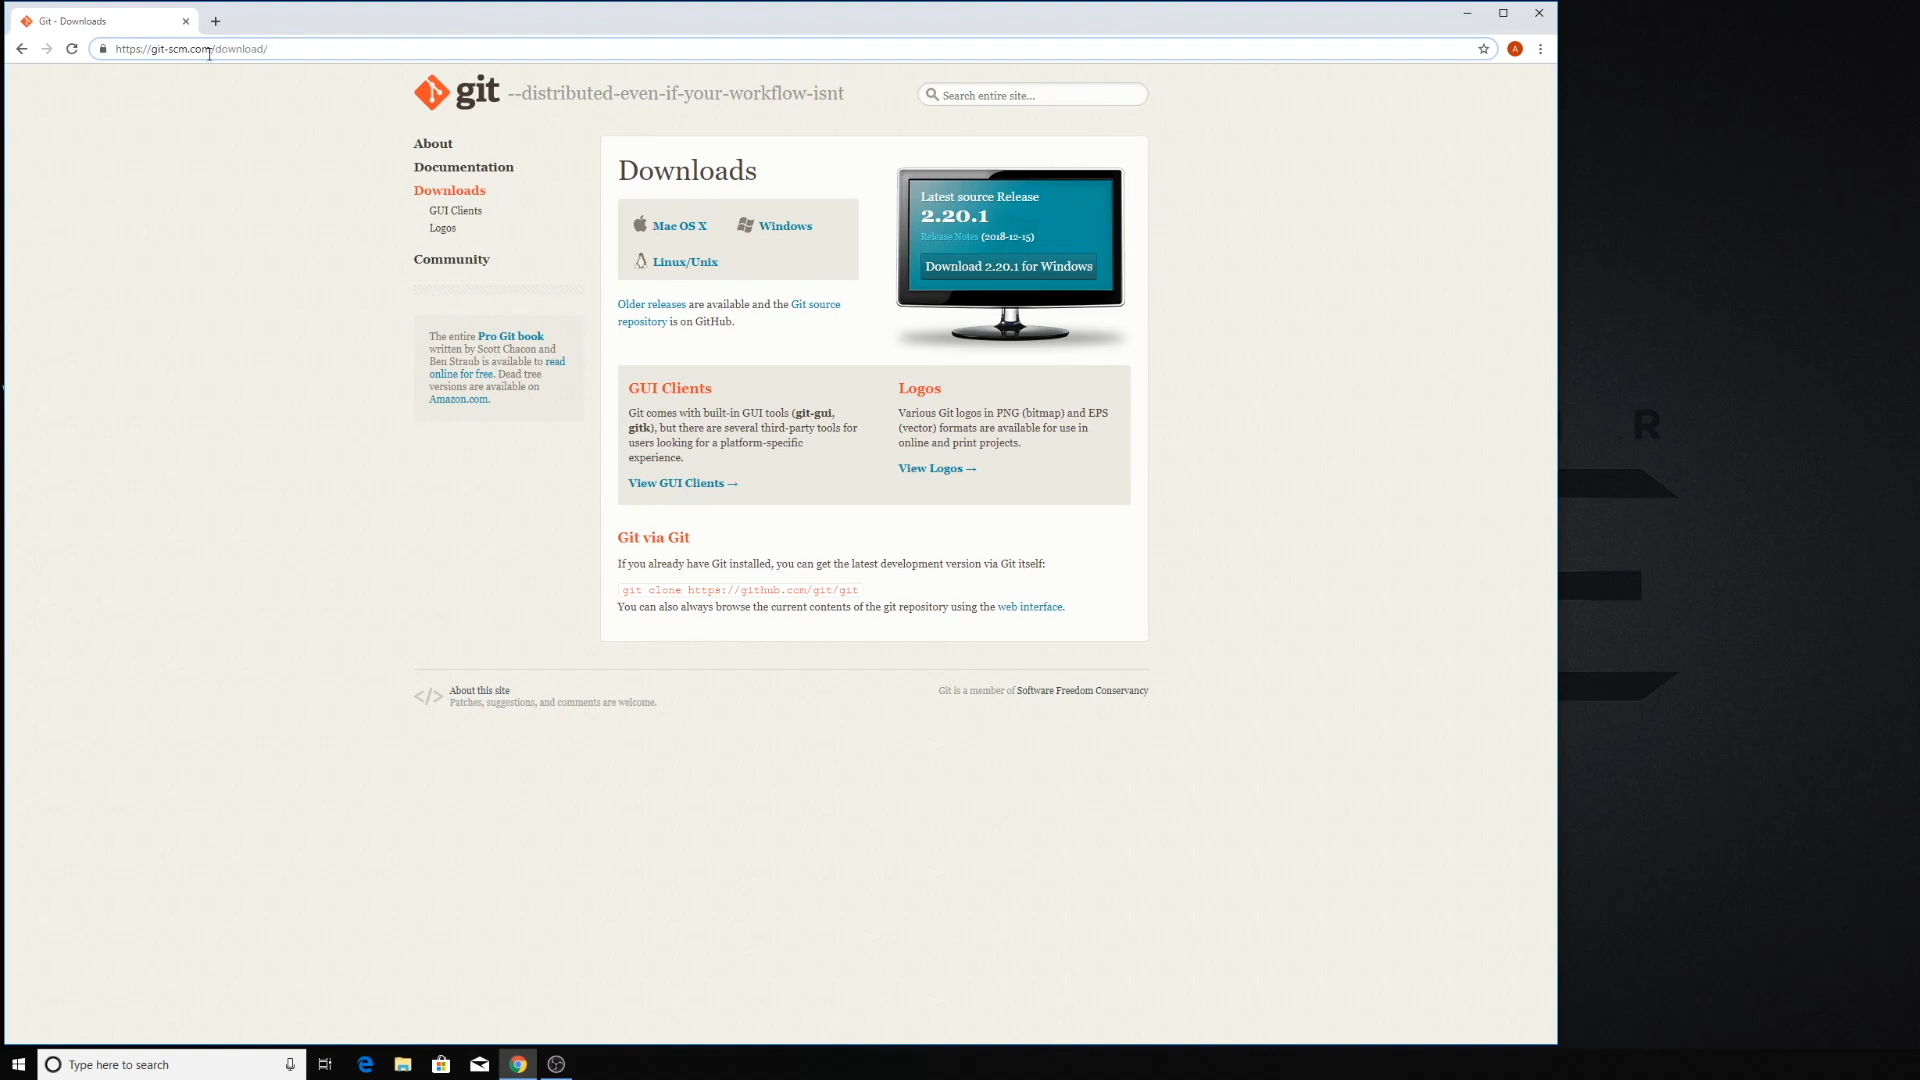 Git - Downloads
https://git-scm.com/download/
A
git --distributed-even-if-your-workflow-isnt
Search entire site...
About
Documentation
Downloads
GUI Clients
Logos
Community
The entire Pro Git book
written by Scott Chacon and
Ben Straub is available to read
online for free. Dead tree
versions are available on
Amazon.com.
Downloads
Mac OS X
Windows
Linux/Unix
Older releases are available and the Git source
repository is on GitHub.
Latest source Release
2.20.1
Release Notes (2018-12-15)
Download 2.20.1 for Windows
GUI Clients
Git comes with built-in GUI tools (git-gui,
gitk), but there are several third-party tools for
users looking for a platform-specific
experience.
View GUI Clients →
Logos
Various Git logos in PNG (bitmap) and EPS
(vector) formats are available for use in
online and print projects.
View Logos →
Git via Git
If you already have Git installed, you can get the latest development version via Git itself:
git clone https://github.com/git/git
You can also always browse the current contents of the git repository using the web interface.
</> About this site
Patches, suggestions, and comments are welcome.
Git is a member of Software Freedom Conservancy
R
Type here to search